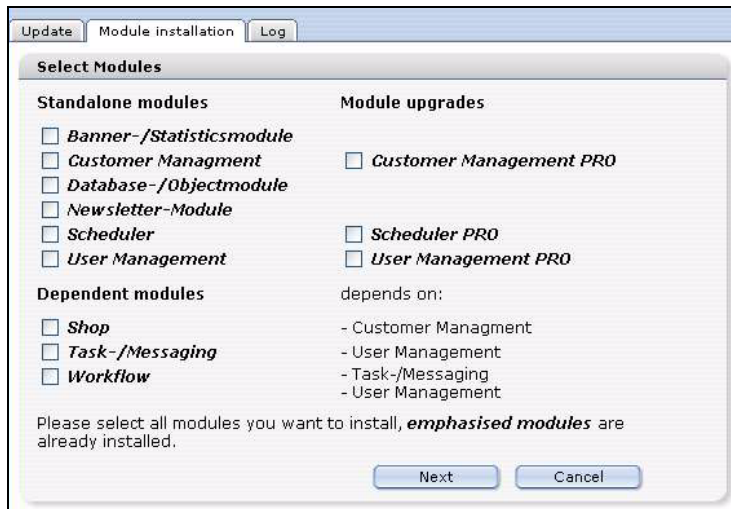 Update Module installation Log
Select Modules
Standalone modules Module upgrades
Banner-/Statisticsmodule
Customer Managment Customer Management PRO
Database-/Objectmodule
Newsletter-Module
Scheduler Scheduler PRO
User Management User Management PRO
Dependent modules depends on:
Shop - Customer Managment
Task-/Messaging - User Management
Workflow - Task-/Messaging
- User Management
Please select all modules you want to install, emphasised modules are
already installed.
Next Cancel